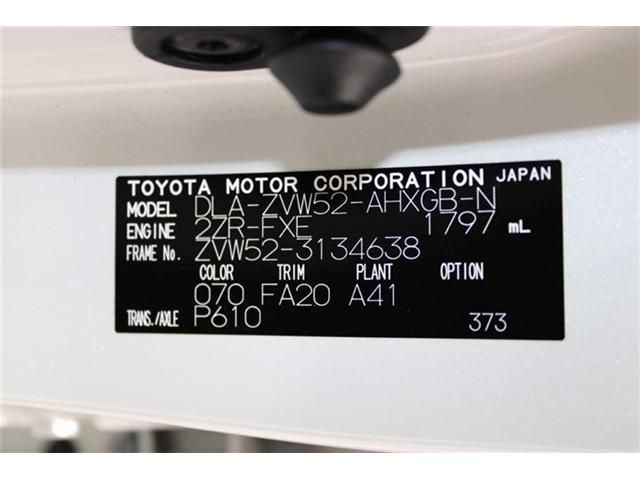 TOYOTA MOTOR CORPORATION JAPAN
MODEL DLA-ZVW52-AHXGB-N
ENGINE 2ZR-FXE 1797 mL
FRAME No. ZVW52-3134638
COLOR TRIM PLANT OPTION
070 FA20 A41
TRANS./AXLE P610 373